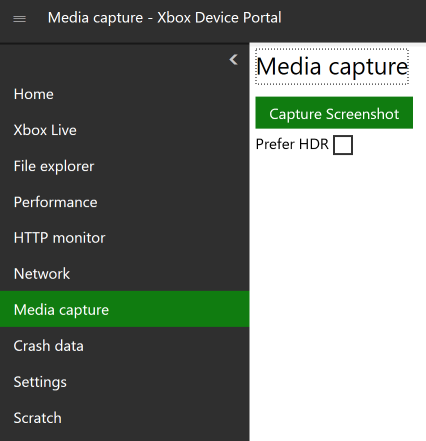 Media capture - Xbox Device Portal
Home
Xbox Live
File explorer
Performance
HTTP monitor
Network
Media capture
Crash data
Settings
Scratch
Media capture
Capture Screenshot
Prefer HDR